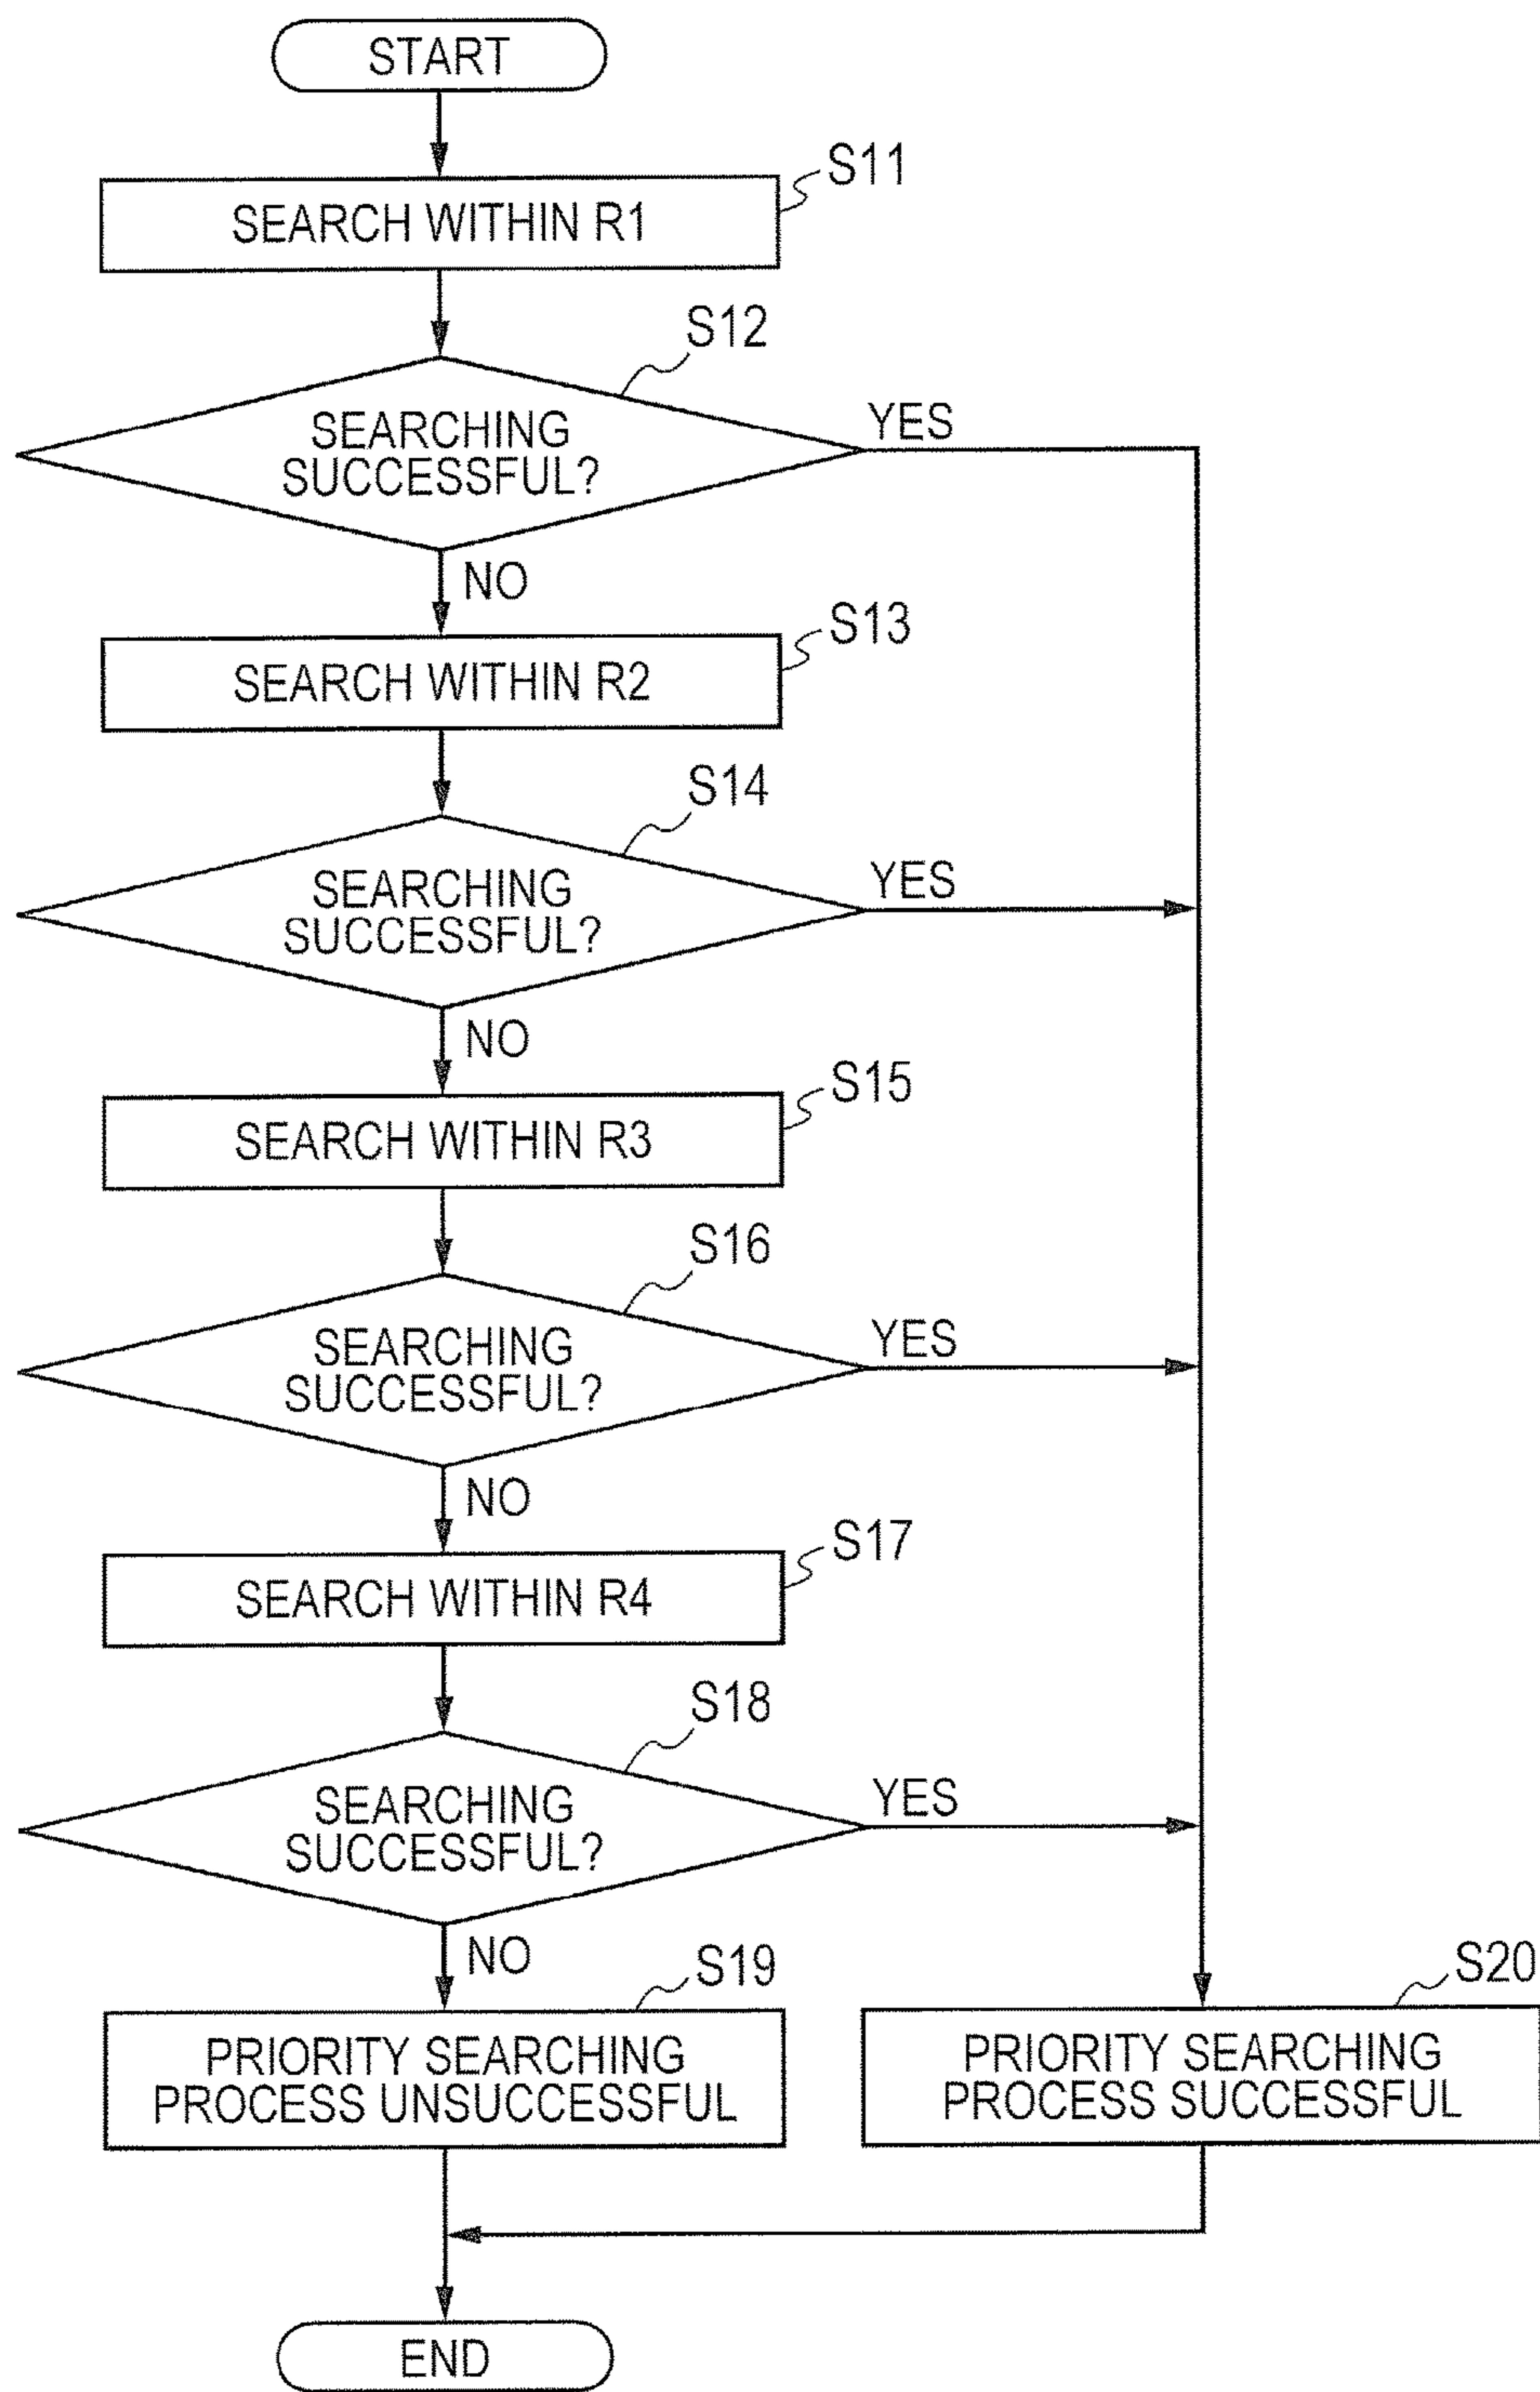 START
S11
SEARCH WITHIN R1
S12
SEARCHING
SUCCESSFUL?
YES
NO
S13
SEARCH WITHIN R2
S14
SEARCHING
SUCCESSFUL?
YES
NO
S15
SEARCH WITHIN R3
S16
SEARCHING
SUCCESSFUL?
YES
NO
S17
SEARCH WITHIN R4
S18
SEARCHING
SUCCESSFUL?
YES
NO
S19
PRIORITY SEARCHING
PROCESS UNSUCCESSFUL
S20
PRIORITY SEARCHING
PROCESS SUCCESSFUL
END